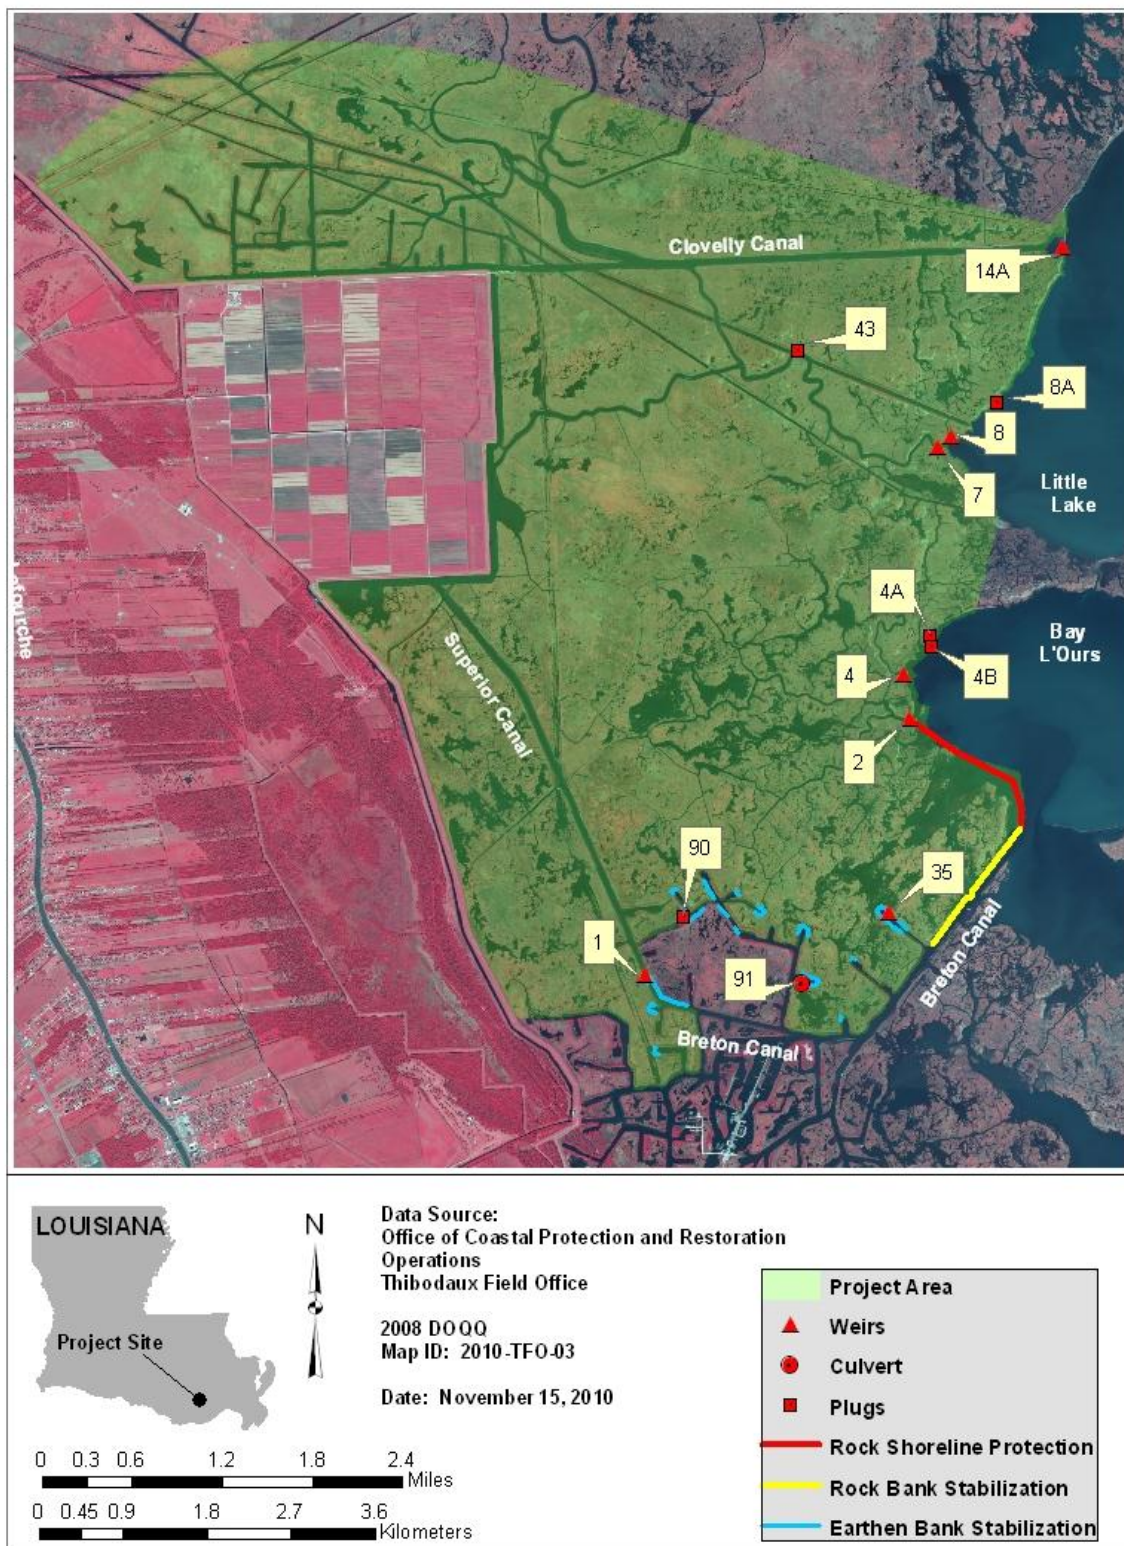 Clovelly Canal
14A
43
8A
8
7
Little
Lake
4A
Bay
L'Ours
4B
4
Lafourche
Superior Canal
2
90
35
1
91
Breton Canal
Breton Canal
LOUISIANA
Project Site
N
Data Source:
Office of Coastal Protection and Restoration
Operations
Thibodaux Field Office
2008 DOQQ
Map ID: 2010-TFO-03
Date: November 15, 2010
0 0.3 0.6 1.2 1.8 2.4
Miles
0 0.45 0.9 1.8 2.7 3.6
Kilometers
Project Area
Weirs
Culvert
Plugs
Rock Shoreline Protection
Rock Bank Stabilization
Earthen Bank Stabilization